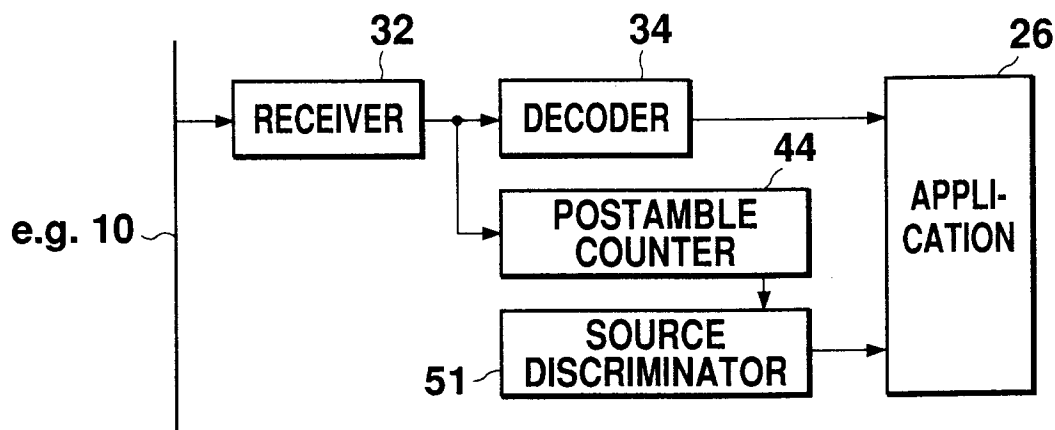 32
34
26
RECEIVER
DECODER
44
e.g. 10
POSTAMBLE
COUNTER
APPLI-
CATION
SOURCE
DISCRIMINATOR
51